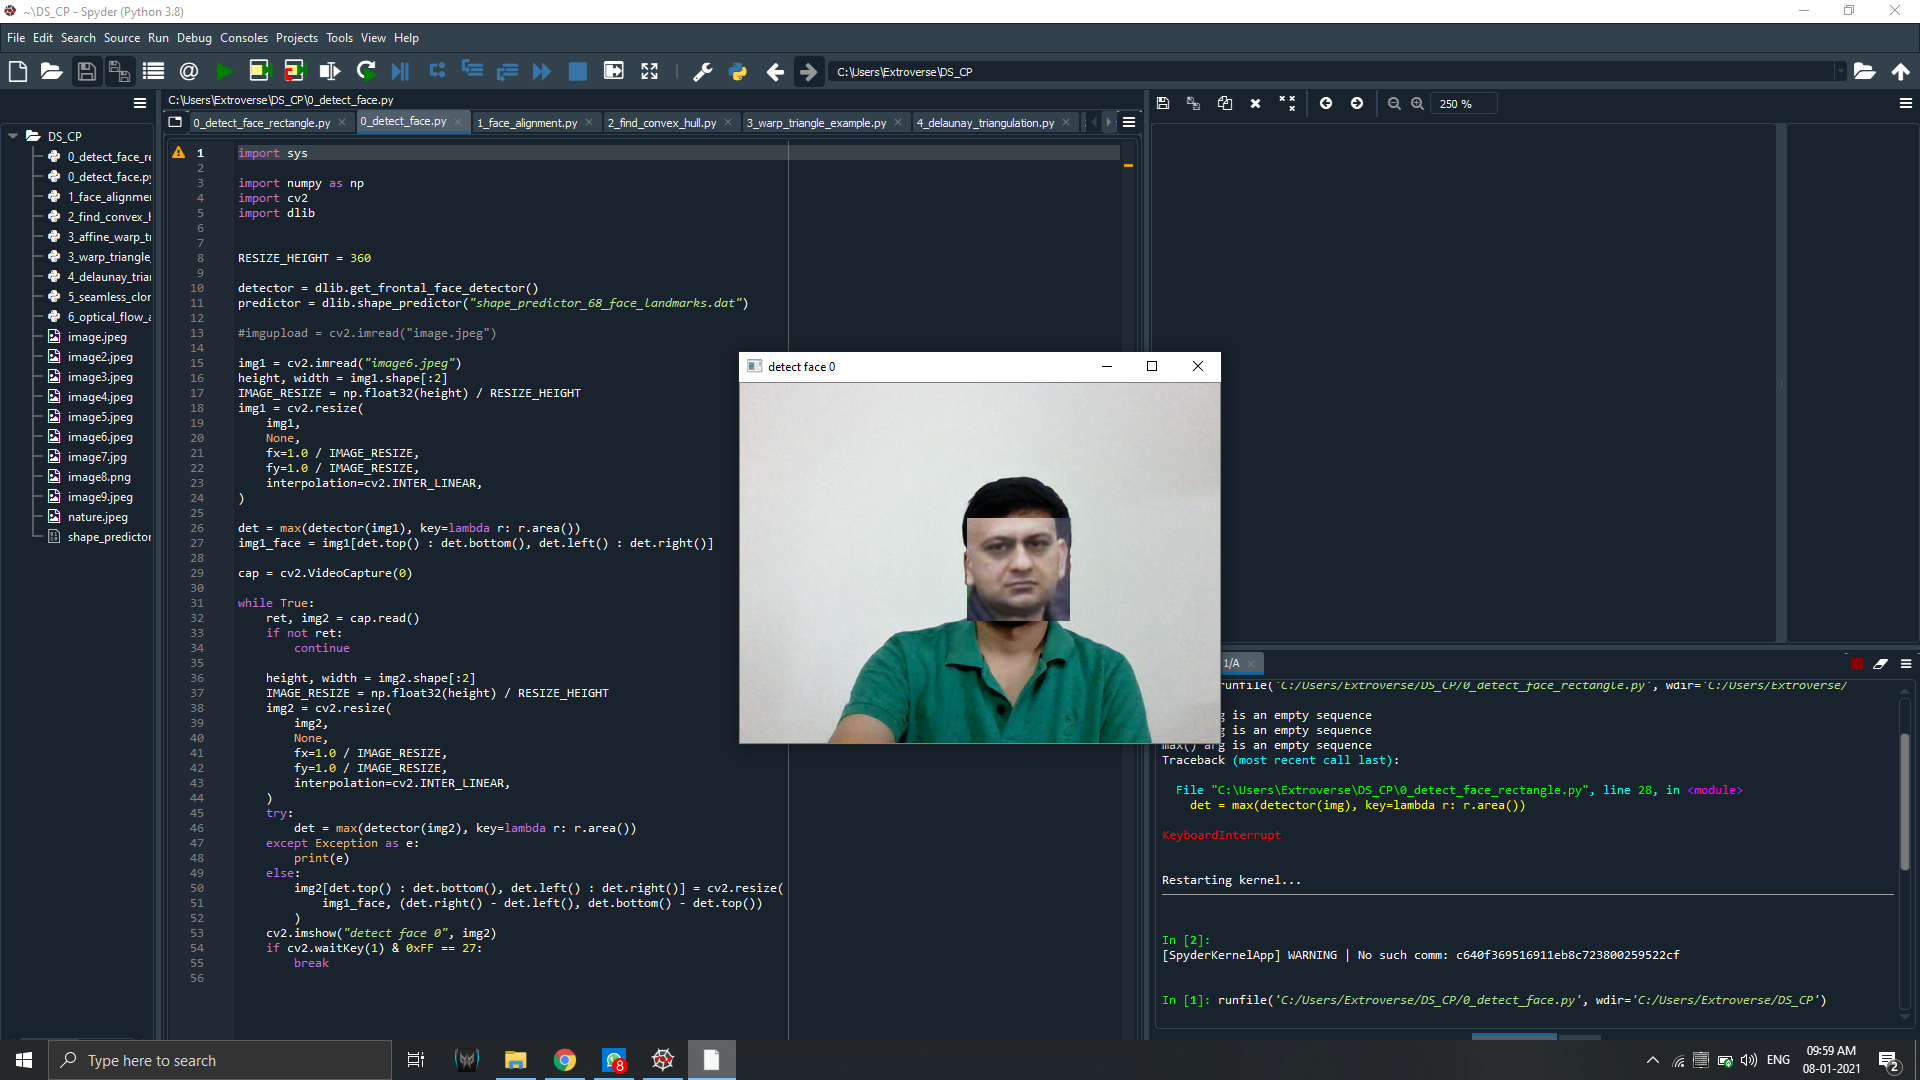 ~\DS_CP - Spyder (Python 3.8)
File Edit Search Source Run Debug Consoles Projects Tools View Help
C:\Users\Extroverse\DS_CP
250 %
C:\Users\Extroverse\DS_CP\0_detect_face.py
0_detect_face_rectangle.py 0_detect_face.py 1_face_alignment.py 2_find_convex_hull.py 3_warp_triangle_example.py 4_delaunay_triangulation.py
DS_CP
0_detect_face_re
0_detect_face.py
1_face_alignmer
2_find_convex_h
3_affine_warp_tr
3_warp_triangle_
4_delaunay_triar
5_seamless_clor
6_optical_flow_a
image.jpeg
image2.jpeg
image3.jpeg
image4.jpeg
image5.jpeg
image6.jpeg
image7.jpg
image8.png
image9.jpeg
nature.jpeg
shape_predictor
1 import sys
2
3 import numpy as np
4 import cv2
5 import dlib
6
7
8 RESIZE_HEIGHT = 360
9
10 detector = dlib.get_frontal_face_detector()
11 predictor = dlib.shape_predictor("shape_predictor_68_face_landmarks.dat")
12
13 #imgupload = cv2.imread("image.jpeg")
14
15 img1 = cv2.imread("image6.jpeg")
16 height, width = img1.shape[:2]
17 IMAGE_RESIZE = np.float32(height) / RESIZE_HEIGHT
18 img1 = cv2.resize(
19 img1,
20 None,
21 fx=1.0 / IMAGE_RESIZE,
22 fy=1.0 / IMAGE_RESIZE,
23 interpolation=cv2.INTER_LINEAR,
24 )
25
26 det = max(detector(img1), key=lambda r: r.area())
27 img1_face = img1[det.top() : det.bottom(), det.left() : det.right()]
28
29 cap = cv2.VideoCapture(0)
30
31 while True:
32 ret, img2 = cap.read()
33 if not ret:
34 continue
35
36 height, width = img2.shape[:2]
37 IMAGE_RESIZE = np.float32(height) / RESIZE_HEIGHT
38 img2 = cv2.resize(
39 img2,
40 None,
41 fx=1.0 / IMAGE_RESIZE,
42 fy=1.0 / IMAGE_RESIZE,
43 interpolation=cv2.INTER_LINEAR,
44 )
45 try:
46 det = max(detector(img2), key=lambda r: r.area())
47 except Exception as e:
48 print(e)
49 else:
50 img2[det.top() : det.bottom(), det.left() : det.right()] = cv2.resize(
51 img1_face, (det.right() - det.left(), det.bottom() - det.top())
52 )
53 cv2.imshow("detect face 0", img2)
54 if cv2.waitKey(1) & 0xFF == 27:
55 break
56
detect face 0
1/A
runfile('C:/Users/Extroverse/DS_CP/0_detect_face_rectangle.py', wdir='C:/Users/Extroverse/
g is an empty sequence
g is an empty sequence
max() arg is an empty sequence
Traceback (most recent call last):
File "C:\Users\Extroverse\DS_CP\0_detect_face_rectangle.py", line 28, in <module>
det = max(detector(img), key=lambda r: r.area())
KeyboardInterrupt
Restarting kernel...
In [2]:
[SpyderKernelApp] WARNING | No such comm: c640f369516911eb8c723800259522cf
In [1]: runfile('C:/Users/Extroverse/DS_CP/0_detect_face.py', wdir='C:/Users/Extroverse/DS_CP')
Type here to search
8
ENG
09:59 AM
08-01-2021
2